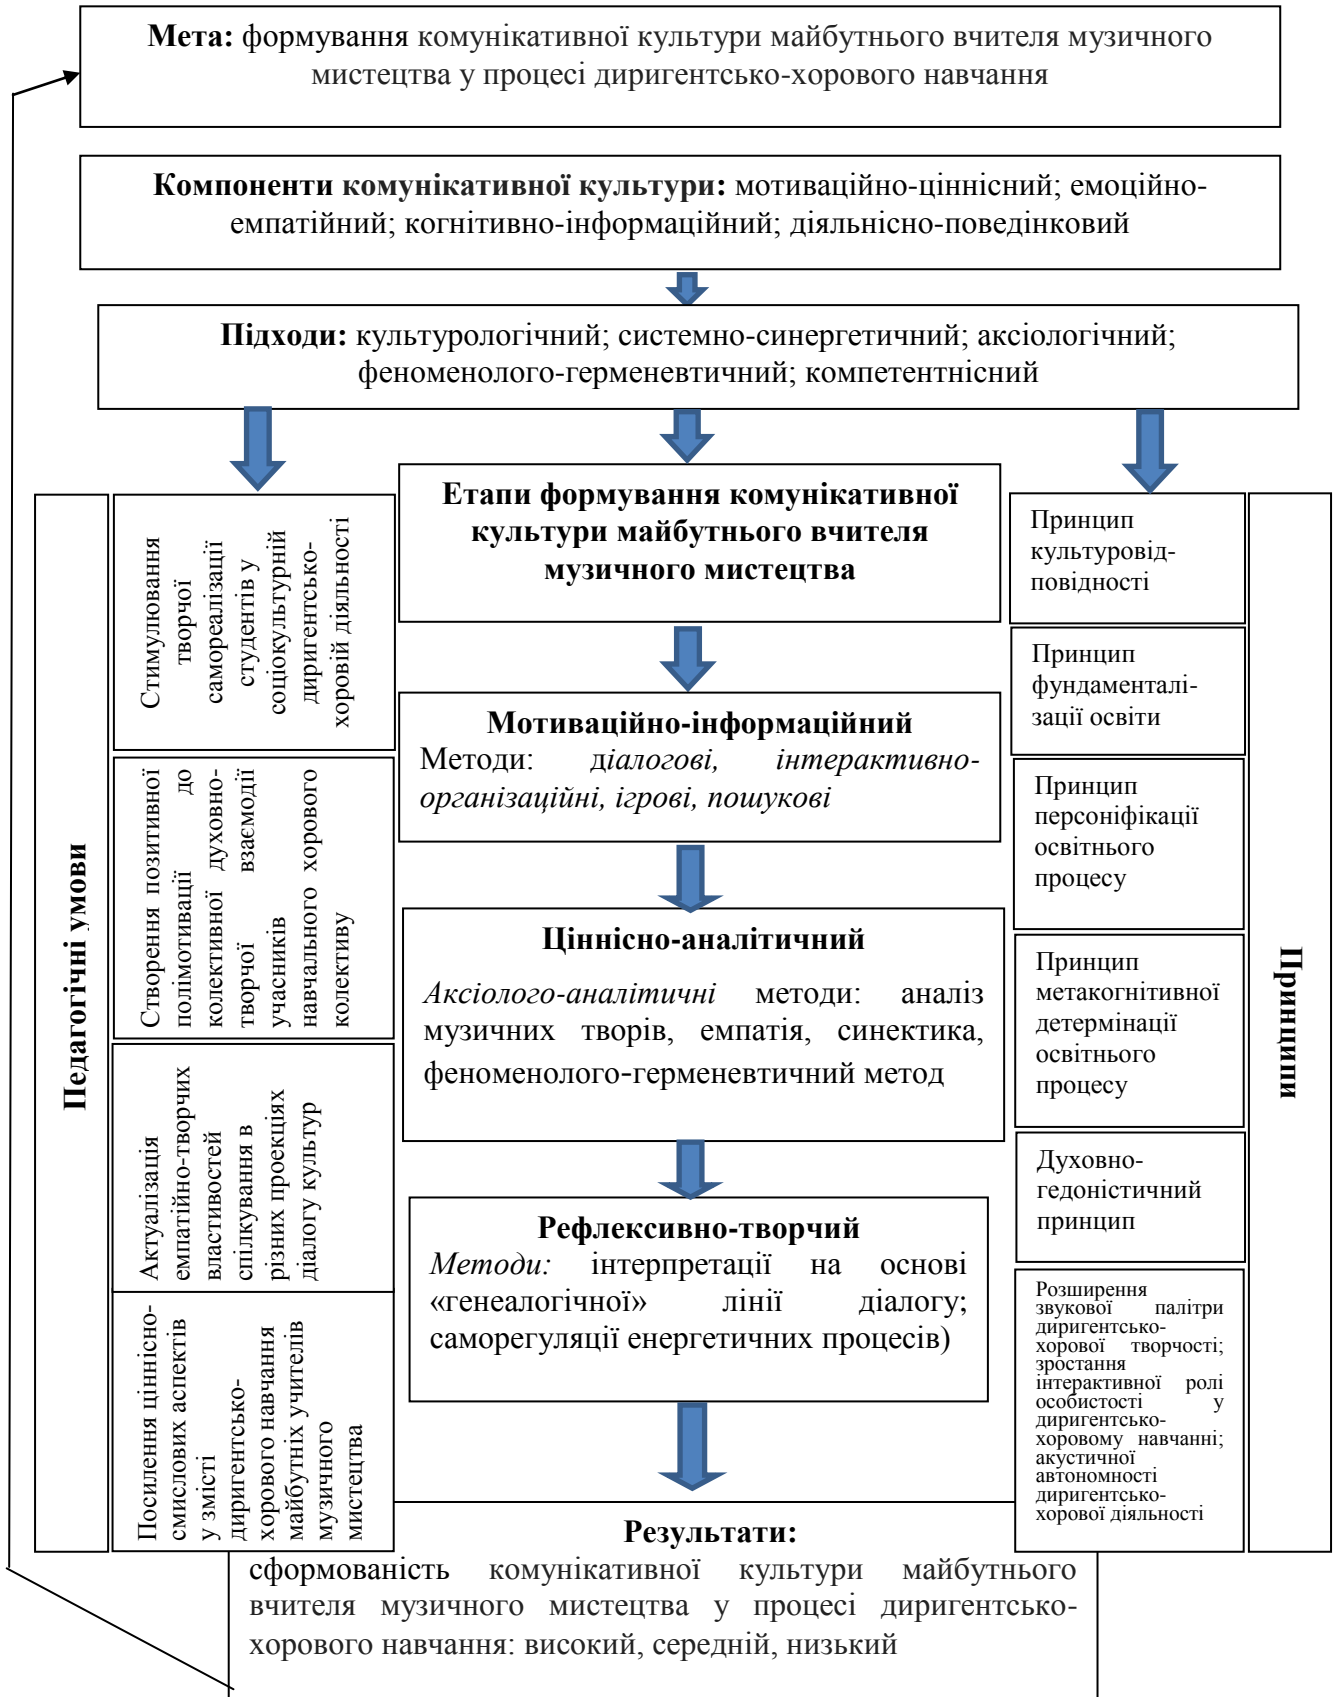 Мета: формування комунікативної культури майбутнього вчителя музичного
мистецтва у процесі диригентсько-хорового навчання
Компоненти комунікативної культури: мотиваційно-ціннісний; емоційно-
емпатійний; когнітивно-інформаційний; діяльнісно-поведінковий
Підходи: культурологічний; системно-синергетичний; аксіологічний;
феноменолого-герменевтичний; компетентнісний
Педагогічні умови
Стимулювання
творчої
самореалізації
студентів у
соціокультурній
диригентсько-
хоровій діяльності
Створення позитивної
полімотивації до
колективної духовно-
творчої взаємодії
учасників
навчального хорового
колективу
Актуалізація
емпатійно-творчих
властивостей
спілкування в
різних проекціях
діалогу культур
Посилення ціннісно-
смислових аспектів
у змісті
диригентсько-
хорового навчання
майбутніх учителів
музичного
мистецтва
Етапи формування комунікативної
культури майбутнього вчителя
музичного мистецтва
Мотиваційно-інформаційний
Методи: діалогові, інтерактивно-
організаційні, ігрові, пошукові
Ціннісно-аналітичний
Аксіолого-аналітичні методи: аналіз
музичних творів, емпатія, синектика,
феноменолого-герменевтичний метод
Рефлексивно-творчий
Методи: інтерпретації на основі
«генеалогічної» лінії діалогу;
саморегуляції енергетичних процесів)
Принцип
культуровід-
повідності
Принцип
фундаменталі-
зації освіти
Принцип
персоніфікації
освітнього
процесу
Принцип
метакогнітивної
детермінації
освітнього
процесу
Духовно-
гедоністичний
принцип
Розширення
звукової палітри
диригентсько-
хорової творчості;
зростання
інтерактивної ролі
особистості у
диригентсько-
хоровому навчанні;
акустичної
автономності
диригентсько-
хорової діяльності
Принципи
Результати:
сформованість комунікативної культури майбутнього
вчителя музичного мистецтва у процесі диригентсько-
хорового навчання: високий, середній, низький